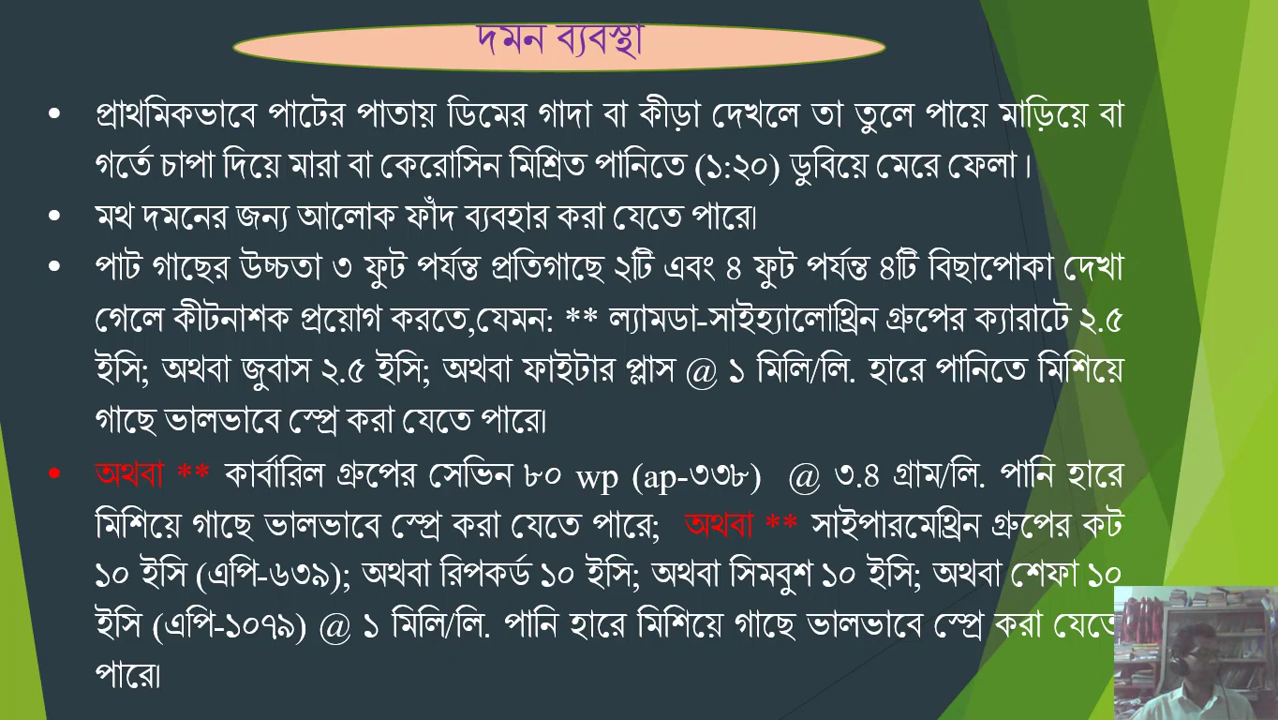 দমন ব্যবস্থা
• প্রাথমিকভাবে পাটের পাতায় ডিমের গাদা বা কীড়া দেখলে তা তুলে পায়ে মাড়িয়ে বা
গর্তে চাপা দিয়ে মারা বা কেরোসিন মিশ্রিত পানিতে (১:২০) ডুবিয়ে মেরে ফেলা।
• মথ দমনের জন্য আলোক ফাঁদ ব্যবহার করা যেতে পারে।
• পাট গাছের উচ্চতা ৩ ফুট পর্যন্ত প্রতিগাছে ২টি এবং ৪ ফুট পর্যন্ত ৪টি বিছাপোকা দেখা
গেলে কীটনাশক প্রয়োগ করতে,যেমন: ** ল্যামডা-সাইহ্যালোথ্রিন গ্রুপের ক্যারাটে ২.৫
ইসি; অথবা জুবাস ২.৫ ইসি; অথবা ফাইটার প্লাস @ ১ মিলি/লি. হারে পানিতে মিশিয়ে
গাছে ভালভাবে স্প্রে করা যেতে পারে।
• অথবা ** কার্বারিল গ্রুপের সেভিন ৮০ wp (ap-৩৩৮) @ ৩.৪ গ্রাম/লি. পানি হারে
মিশিয়ে গাছে ভালভাবে স্প্রে করা যেতে পারে; অথবা ** সাইপারমেথ্রিন গ্রুপের কট
১০ ইসি (এপি-৬৩৯); অথবা রিপকর্ড ১০ ইসি; অথবা সিমবুশ ১০ ইসি; অথবা শেফা ১০
ইসি (এপি-১০৭৯) @ ১ মিলি/লি. পানি হারে মিশিয়ে গাছে ভালভাবে স্প্রে করা যেতে
পারে।